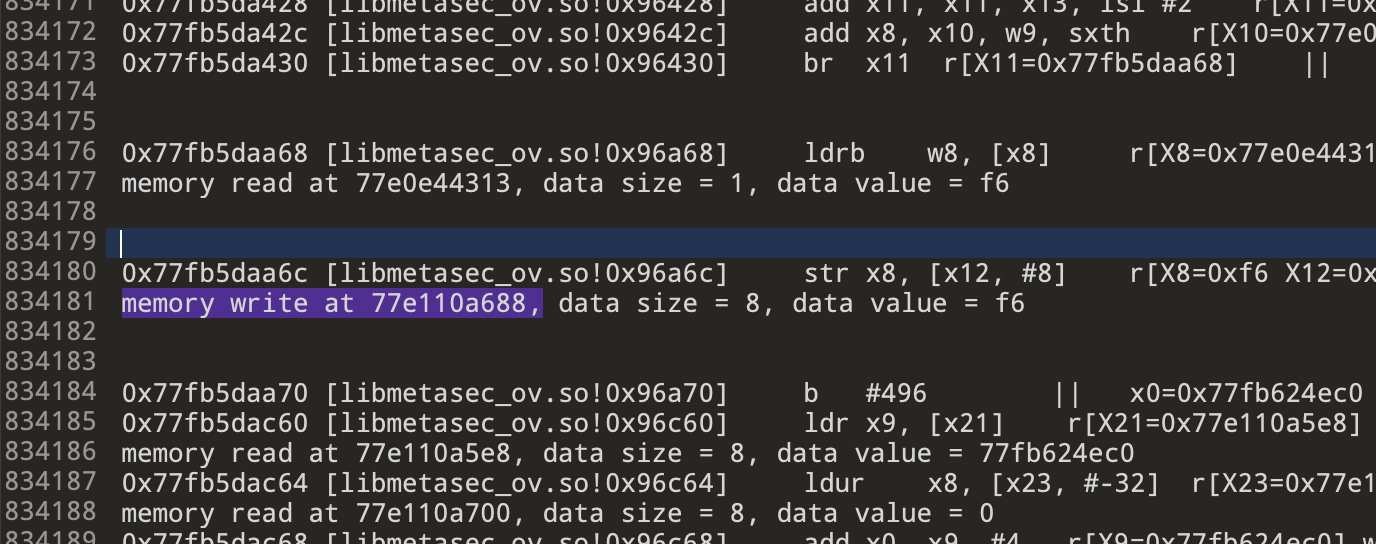 834171 0x77fb5da428 [libmetasec_ov.so!0x96428] add x11, x11, x13, lsl #2 r[X11=0x
834172 0x77fb5da42c [libmetasec_ov.so!0x9642c] add x8, x10, w9, sxth r[X10=0x77e0
834173 0x77fb5da430 [libmetasec_ov.so!0x96430] br x11 r[X11=0x77fb5daa68] ||
834174
834175
834176 0x77fb5daa68 [libmetasec_ov.so!0x96a68] ldrb w8, [x8] r[X8=0x77e0e4431
834177 memory read at 77e0e44313, data size = 1, data value = f6
834178
834179
834180 0x77fb5daa6c [libmetasec_ov.so!0x96a6c] str x8, [x12, #8] r[X8=0xf6 X12=0x
834181 memory write at 77e110a688, data size = 8, data value = f6
834182
834183
834184 0x77fb5daa70 [libmetasec_ov.so!0x96a70] b #496 || x0=0x77fb624ec0
834185 0x77fb5dac60 [libmetasec_ov.so!0x96c60] ldr x9, [x21] r[X21=0x77e110a5e8]
834186 memory read at 77e110a5e8, data size = 8, data value = 77fb624ec0
834187 0x77fb5dac64 [libmetasec_ov.so!0x96c64] ldur x8, [x23, #-32] r[X23=0x77e1
834188 memory read at 77e110a700, data size = 8, data value = 0
834189 0x77fb5dac68 [libmetasec_ov.so!0x96c68] add x0, x9, #4 r[X9=0x77fb624ec0]